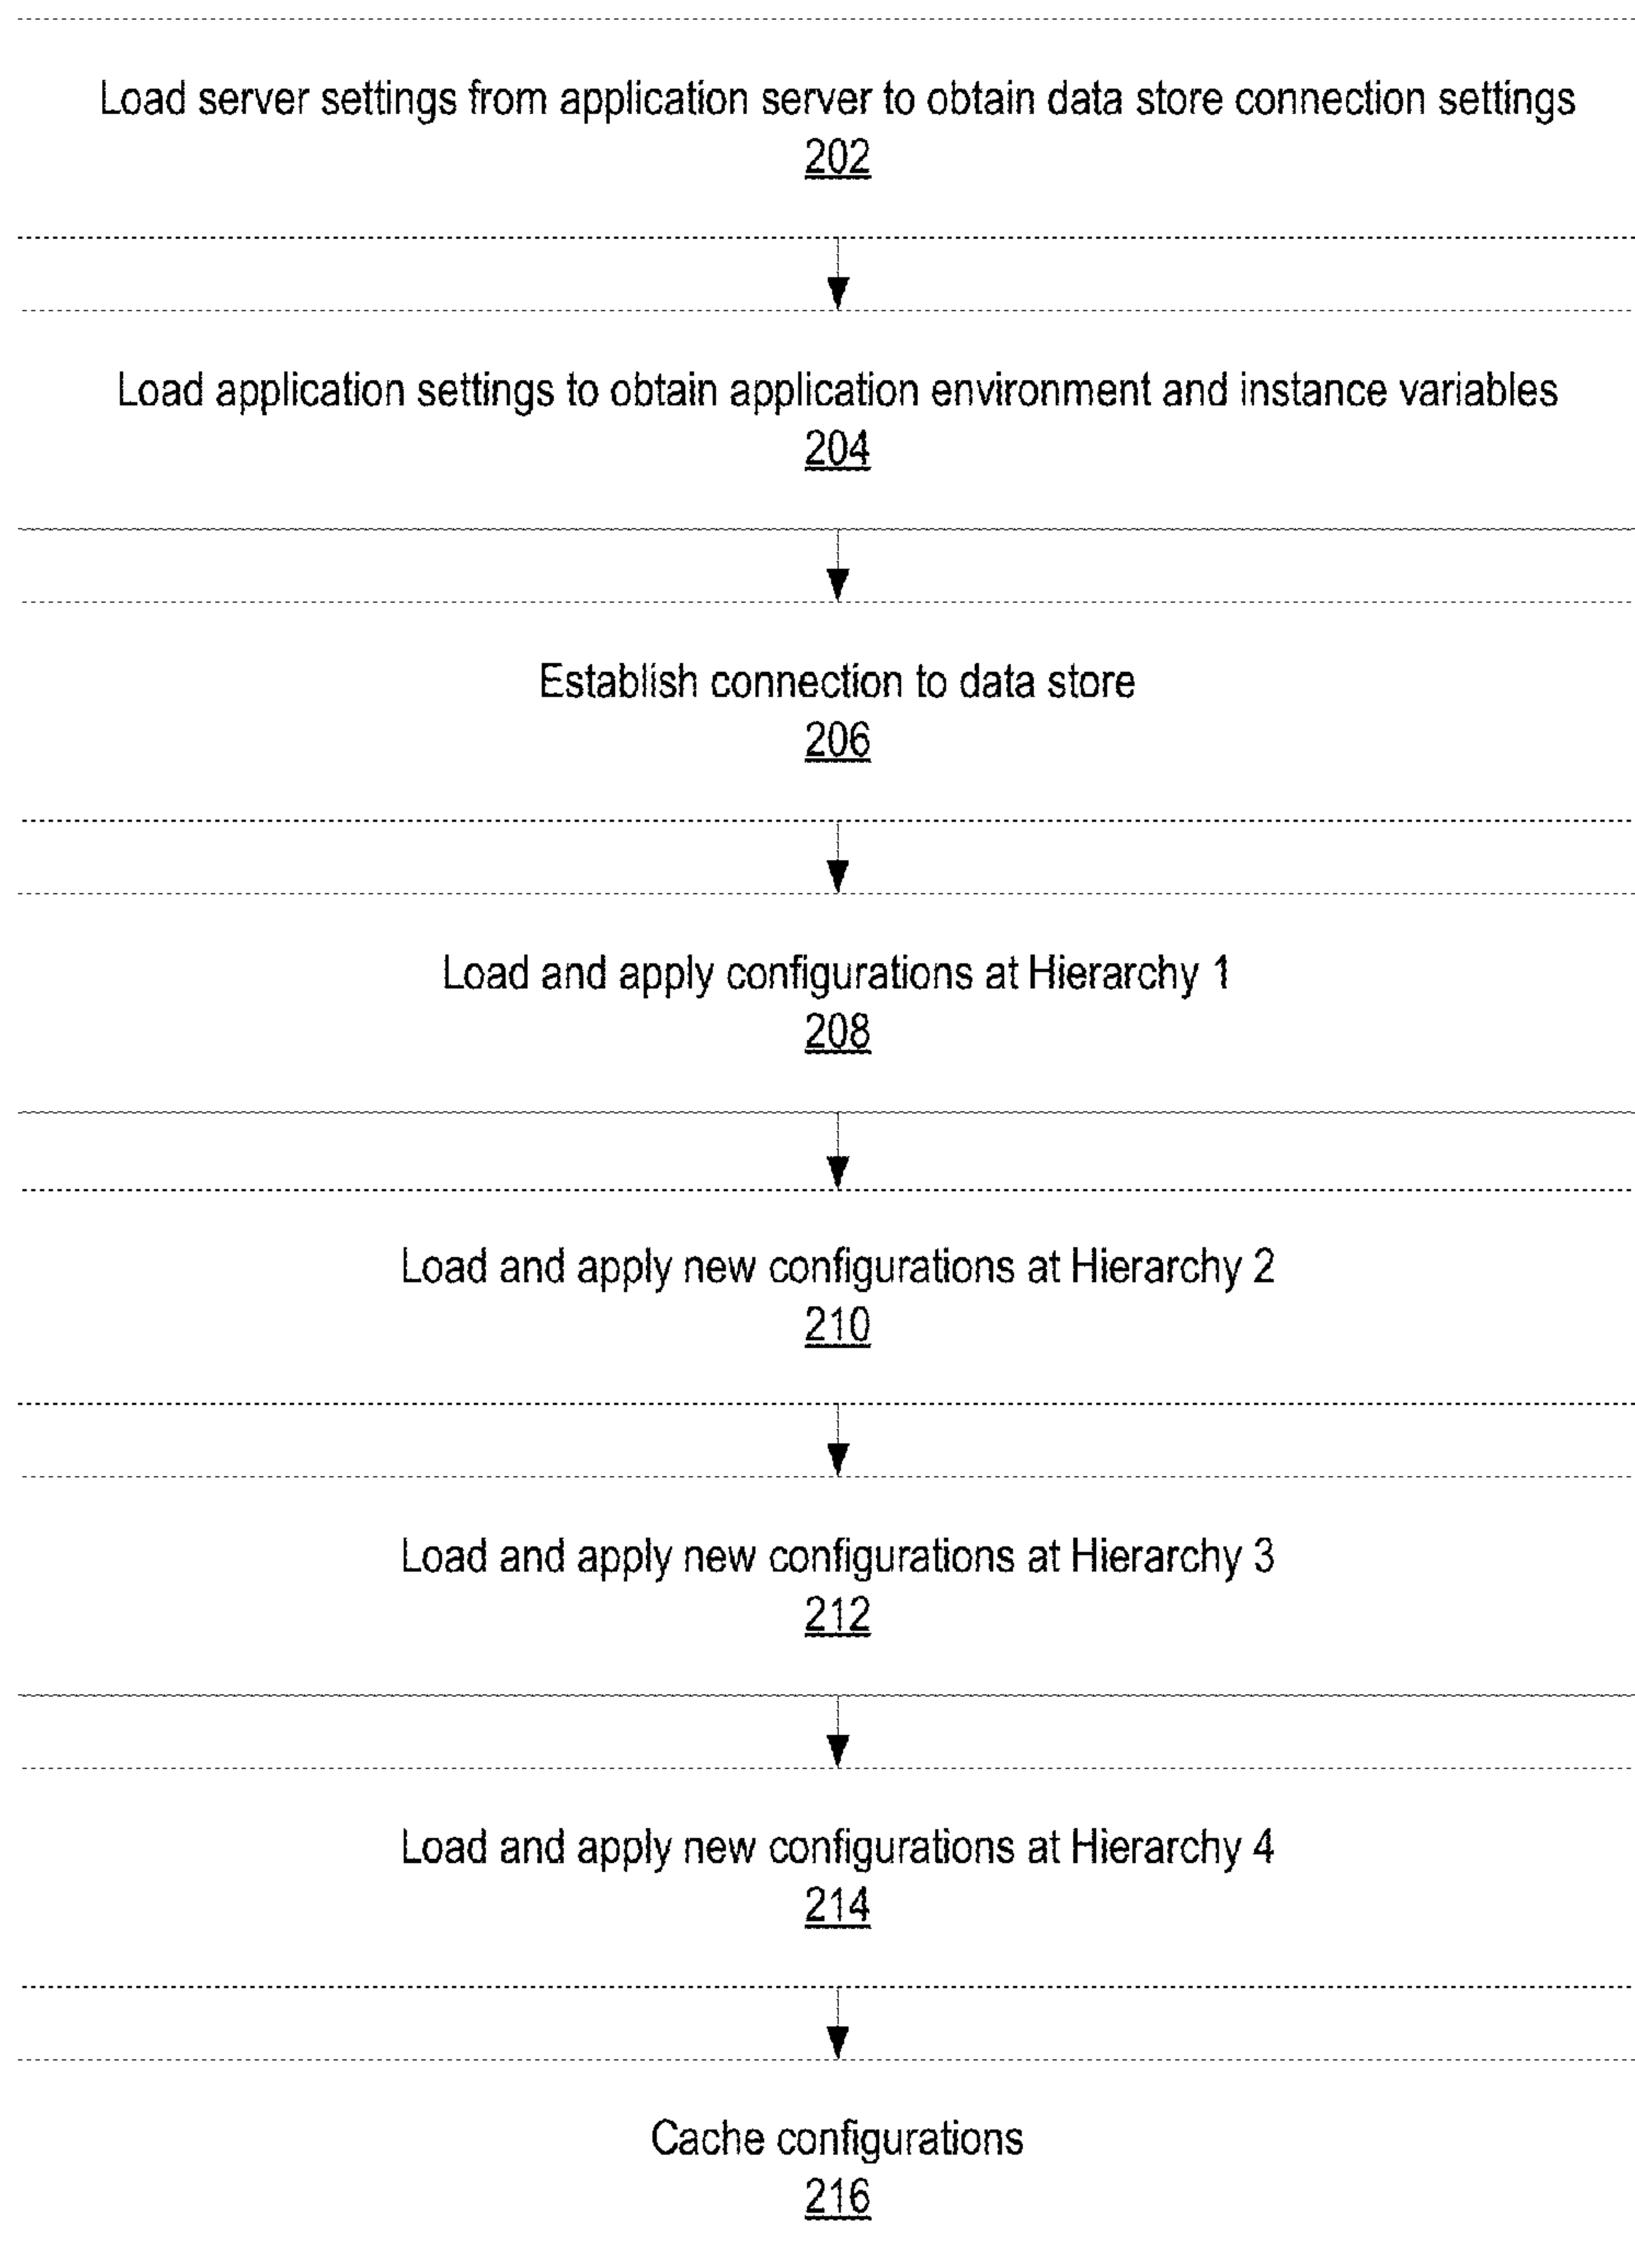 Load server settings from application server to obtain data store connection settings
202
Load application settings to obtain application environment and instance variables
204
Establish connection to data store
206
Load and apply configurations at Hierarchy 1
208
Load and apply new configurations at Hierarchy 2
210
Load and apply new configurations at Hierarchy 3
212
Load and apply new configurations at Hierarchy 4
214
Cache configurations
216